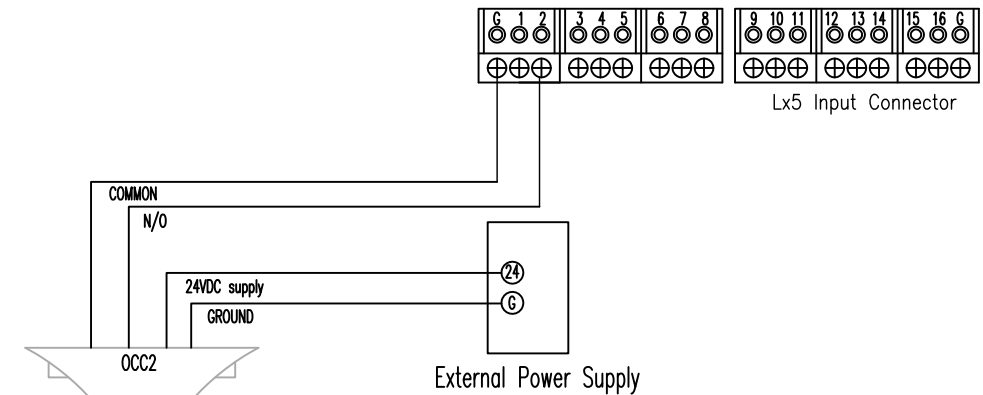 G 1 2 3 4 5 6 7 8 9 10 11 12 13 14 15 16 G
Lx5 Input Connector
COMMON
N/O
24
24VDC supply
G
GROUND
OCC2
External Power Supply